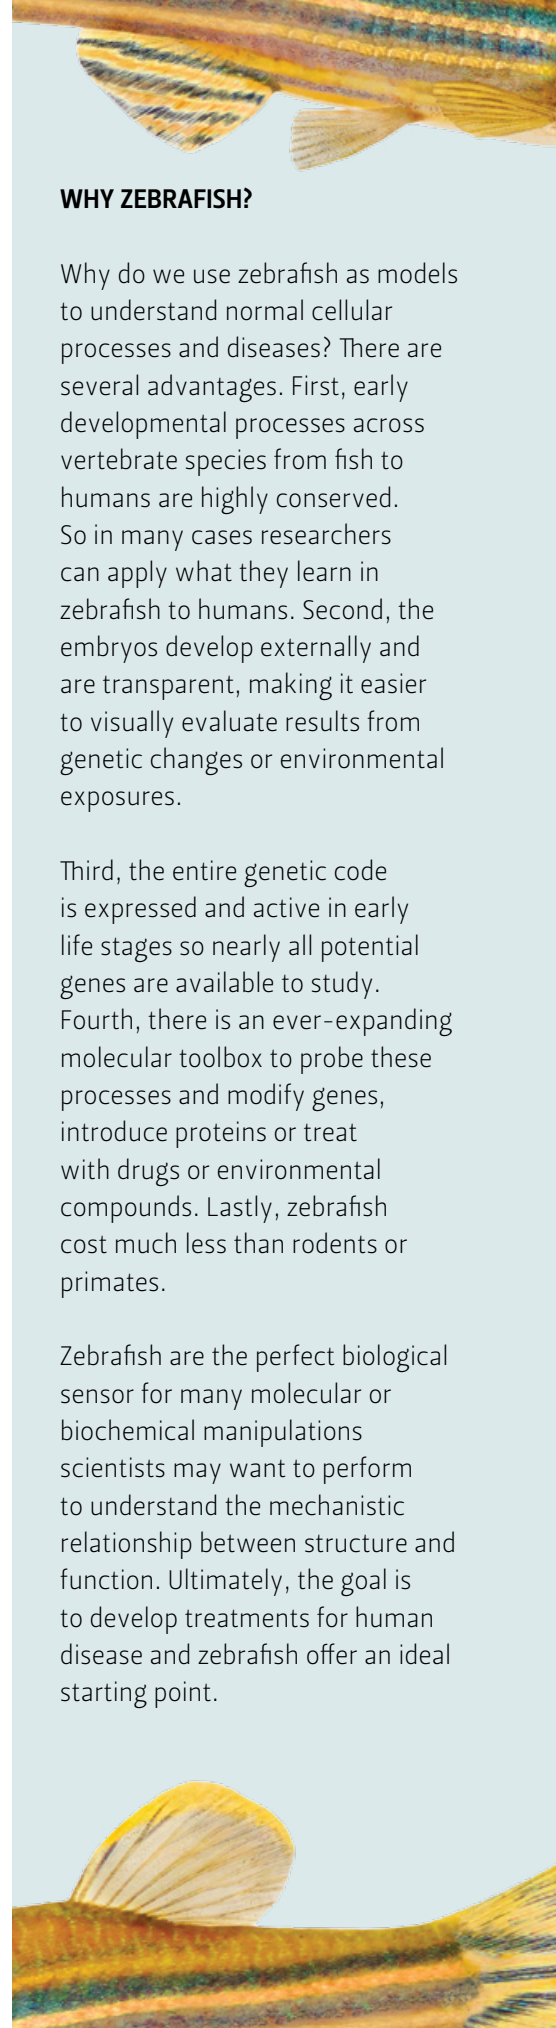 WHY ZEBRAFISH?
Why do we use zebrafish as models
to understand normal cellular
processes and diseases? There are
several advantages. First, early
developmental processes across
vertebrate species from fish to
humans are highly conserved.
So in many cases researchers
can apply what they learn in
zebrafish to humans. Second, the
embryos develop externally and
are transparent, making it easier
to visually evaluate results from
genetic changes or environmental
exposures.
Third, the entire genetic code
is expressed and active in early
life stages so nearly all potential
genes are available to study.
Fourth, there is an ever-expanding
molecular toolbox to probe these
processes and modify genes,
introduce proteins or treat
with drugs or environmental
compounds. Lastly, zebrafish
cost much less than rodents or
primates.
Zebrafish are the perfect biological
sensor for many molecular or
biochemical manipulations
scientists may want to perform
to understand the mechanistic
relationship between structure and
function. Ultimately, the goal is
to develop treatments for human
disease and zebrafish offer an ideal
starting point.